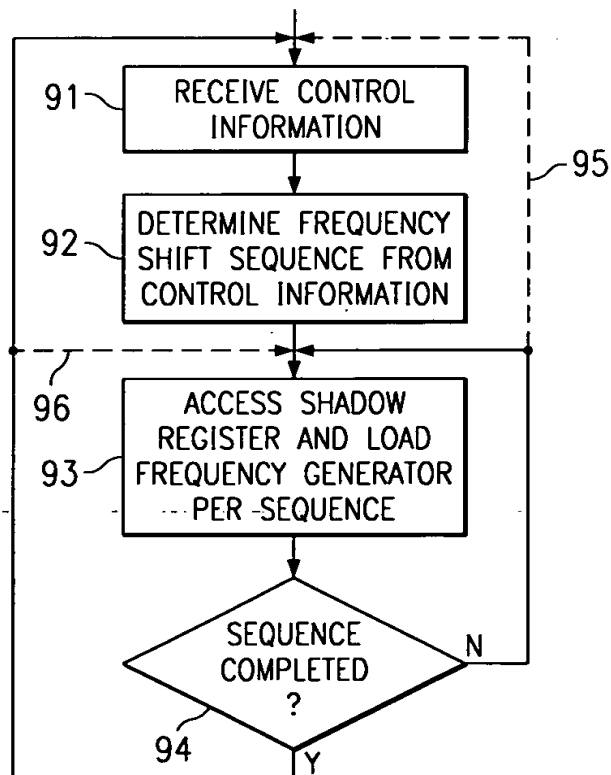 91
RECEIVE CONTROL
INFORMATION
95
92
DETERMINE FREQUENCY
SHIFT SEQUENCE FROM
CONTROL INFORMATION
96
93
ACCESS SHADOW
REGISTER AND LOAD
FREQUENCY GENERATOR
PER SEQUENCE
SEQUENCE
COMPLETED
?
N
94
Y